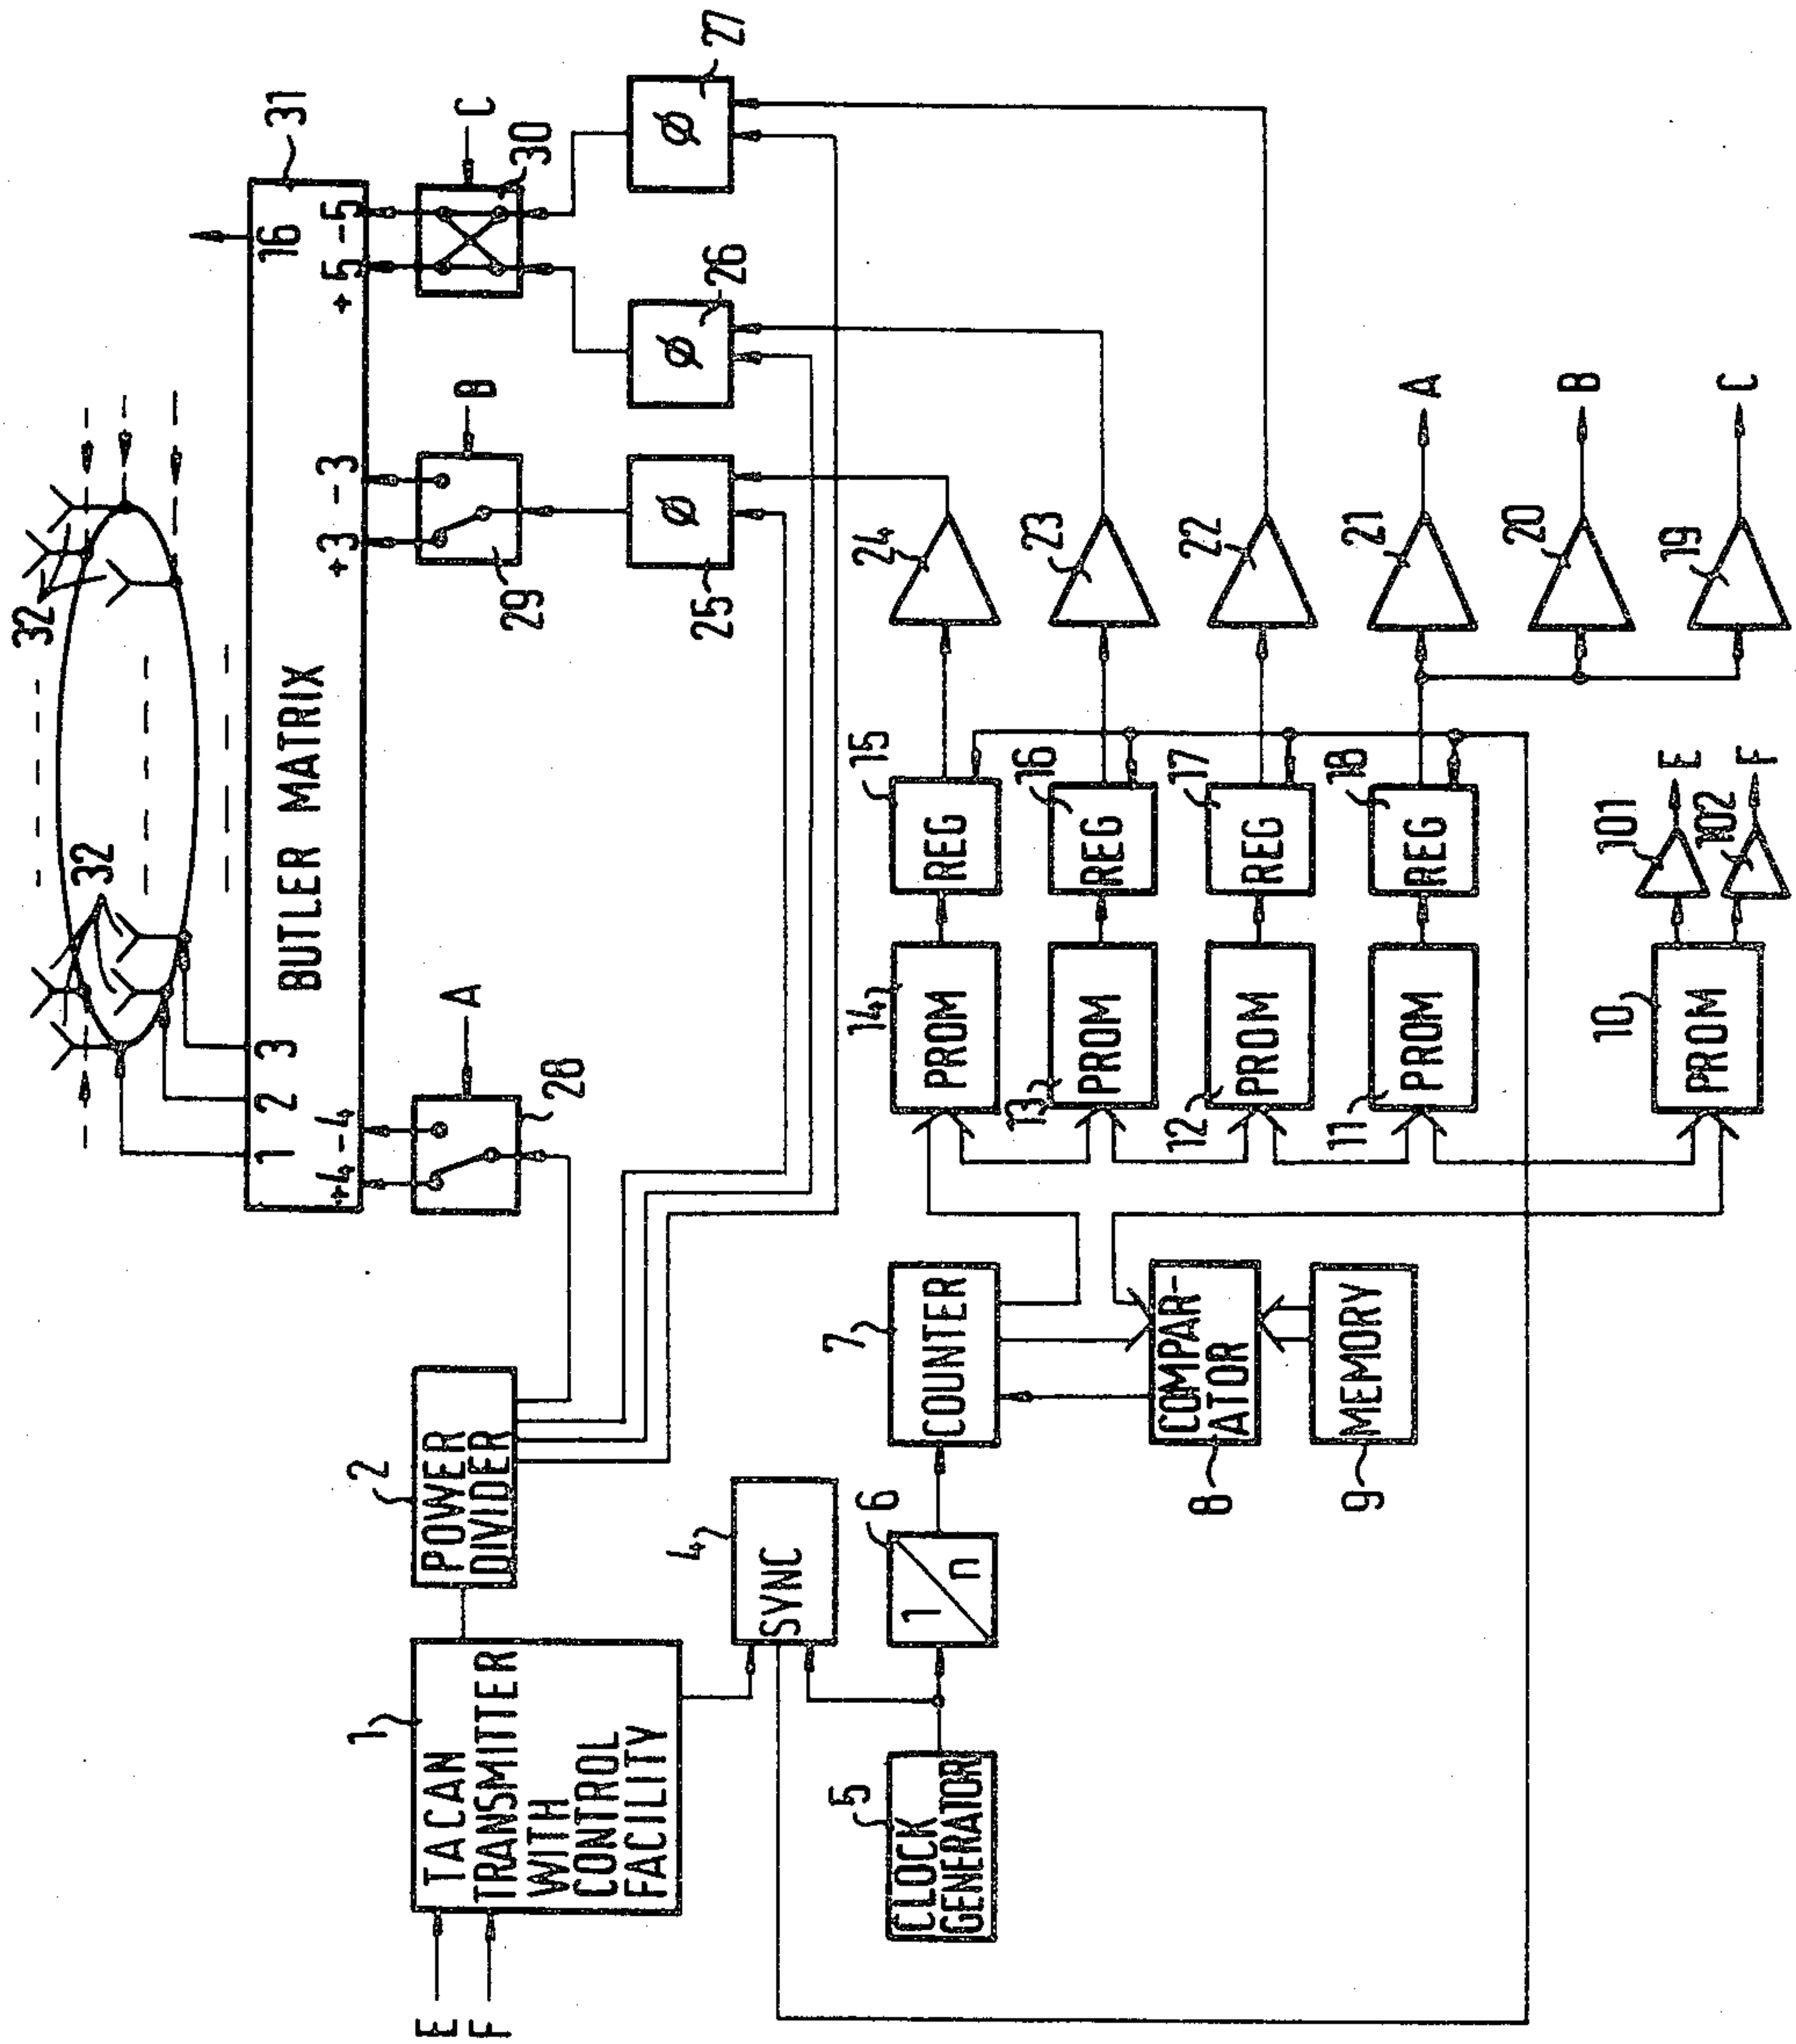 E
F
1
TACAN
TRANSMITTER
WITH
CONTROL
FACILITY
2
POWER
DIVIDER
4
SYNC
5
CLOCK
GENERATOR
6
1
n
7
COUNTER
COMPAR-
ATOR
8
MEMORY
9
A
28
+4 -4
1 2 3
BUTLER MATRIX
+3 -3
+5 -5
16
31
32
32
B
29
C
30
Ø
25
Ø
26
Ø
27
14
PROM
15
REG
24
13
PROM
16
REG
23
12
PROM
17
REG
22
11
PROM
18
REG
21
A
20
B
19
C
10
PROM
101
E
102
F